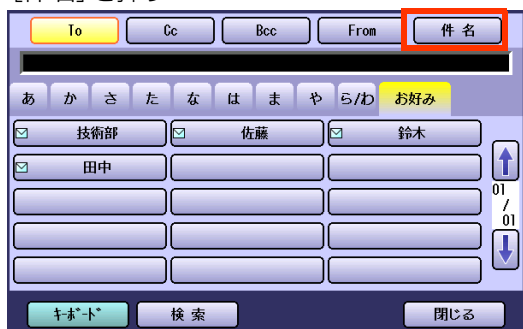 To Cc Bcc From 件 名
あ か さ た な は ま や ら/わ お好み
技術部 佐藤 鈴木
田中
01
/
01
ｷｰﾎﾞｰﾄﾞ 検 索 閉じる